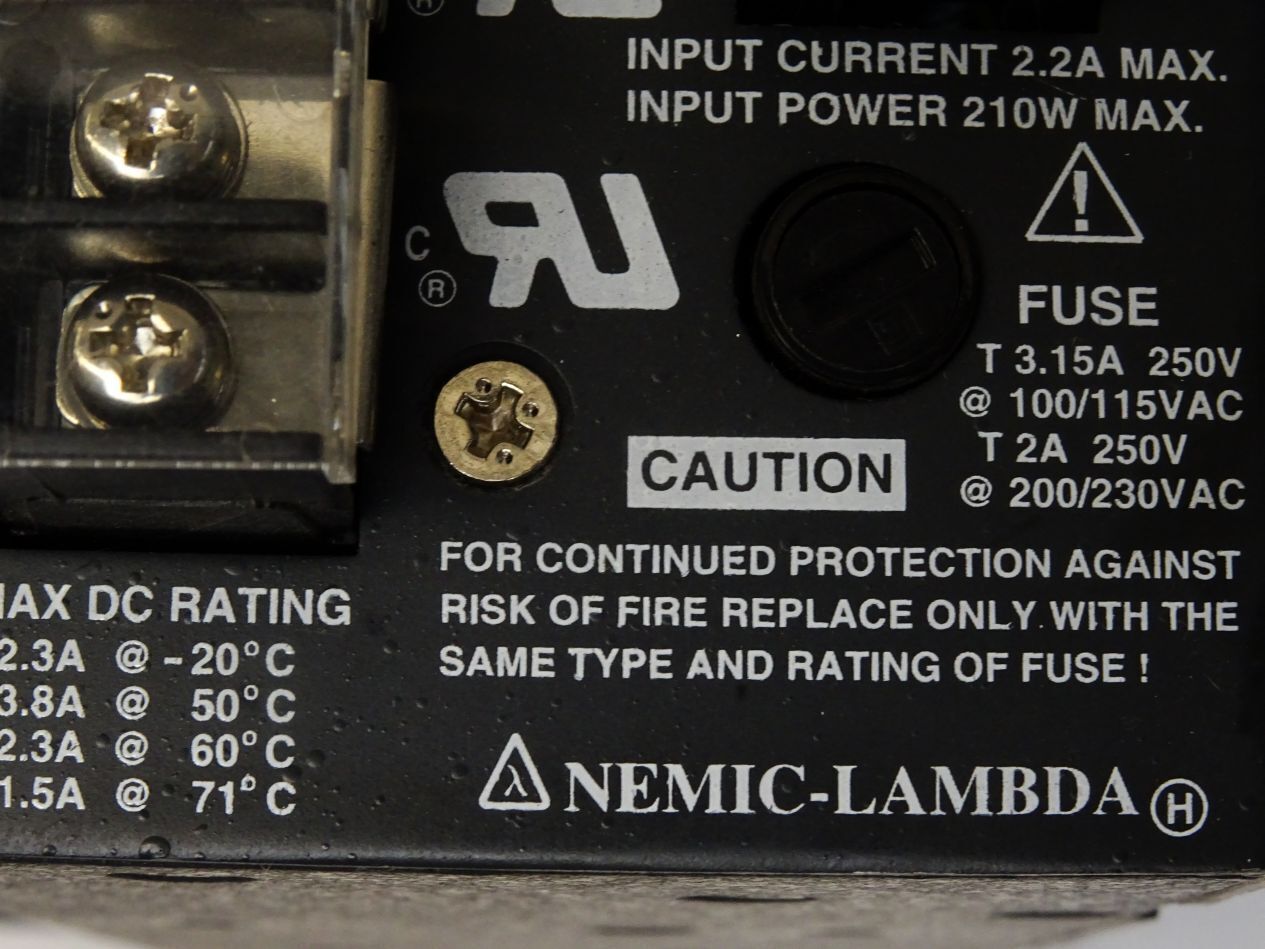 INPUT CURRENT 2.2A MAX.
INPUT POWER 210W MAX.
C
®
FUSE
T 3.15A 250V
@ 100/115VAC
T 2A 250V
@ 200/230VAC
CAUTION
FOR CONTINUED PROTECTION AGAINST
RISK OF FIRE REPLACE ONLY WITH THE
SAME TYPE AND RATING OF FUSE !
DC RATING
2.3A @ -20°C
3.8A @ 50°C
2.3A @ 60°C
1.5A @ 71°C
λ NEMIC-LAMBDA H